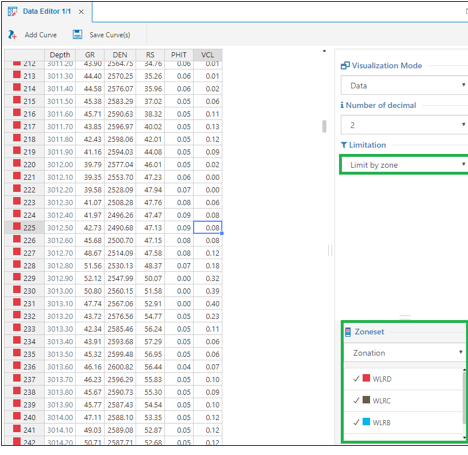 Data Editor 1/1 ×
Add Curve Save Curve(s)
Depth GR DEN RS PHIT VCL
212 3011.20 43.90 2564.75 34.76 0.06 0.01
213 3011.30 44.40 2570.25 35.26 0.06 0.01
214 3011.40 44.58 2576.07 35.96 0.06 0.02
215 3011.50 45.38 2583.29 37.02 0.05 0.06
216 3011.60 45.71 2590.63 38.32 0.05 0.11
217 3011.70 43.85 2596.97 40.02 0.05 0.13
218 3011.80 42.43 2598.06 42.01 0.05 0.12
219 3011.90 41.16 2594.03 44.08 0.05 0.09
220 3012.00 39.79 2577.04 46.01 0.05 0.02
221 3012.10 39.35 2553.70 47.23 0.06 0.00
222 3012.20 39.58 2528.09 47.94 0.07 0.00
223 3012.30 41.07 2508.28 47.76 0.08 0.06
224 3012.40 41.97 2496.26 47.47 0.09 0.08
225 3012.50 42.73 2490.68 47.13 0.09 0.08
226 3012.60 45.68 2500.70 47.15 0.08 0.08
227 3012.70 48.67 2514.09 47.58 0.08 0.12
228 3012.80 51.56 2530.13 48.37 0.07 0.18
229 3012.90 52.12 2547.99 50.07 0.00 0.32
230 3013.00 50.80 2560.15 51.58 0.00 0.39
231 3013.10 47.74 2567.06 52.91 0.00 0.40
232 3013.20 43.72 2576.56 54.77 0.05 0.23
233 3013.30 42.34 2585.46 56.24 0.05 0.11
234 3013.40 43.91 2593.68 57.29 0.05 0.06
235 3013.50 45.32 2599.48 56.95 0.05 0.06
236 3013.60 46.16 2600.82 56.44 0.04 0.07
237 3013.70 46.23 2596.29 55.83 0.05 0.10
238 3013.80 45.67 2590.73 55.30 0.05 0.09
239 3013.90 45.77 2587.43 54.54 0.05 0.10
240 3014.00 47.11 2588.10 53.35 0.05 0.12
241 3014.10 49.03 2589.08 52.87 0.05 0.12
242 3014.20 50.71 2587.71 52.68 0.05 0.12
Visualization Mode
Data
Number of decimal
2
Limitation
Limit by zone
Zoneset
Zonation
WLRD
WLRC
WLRB